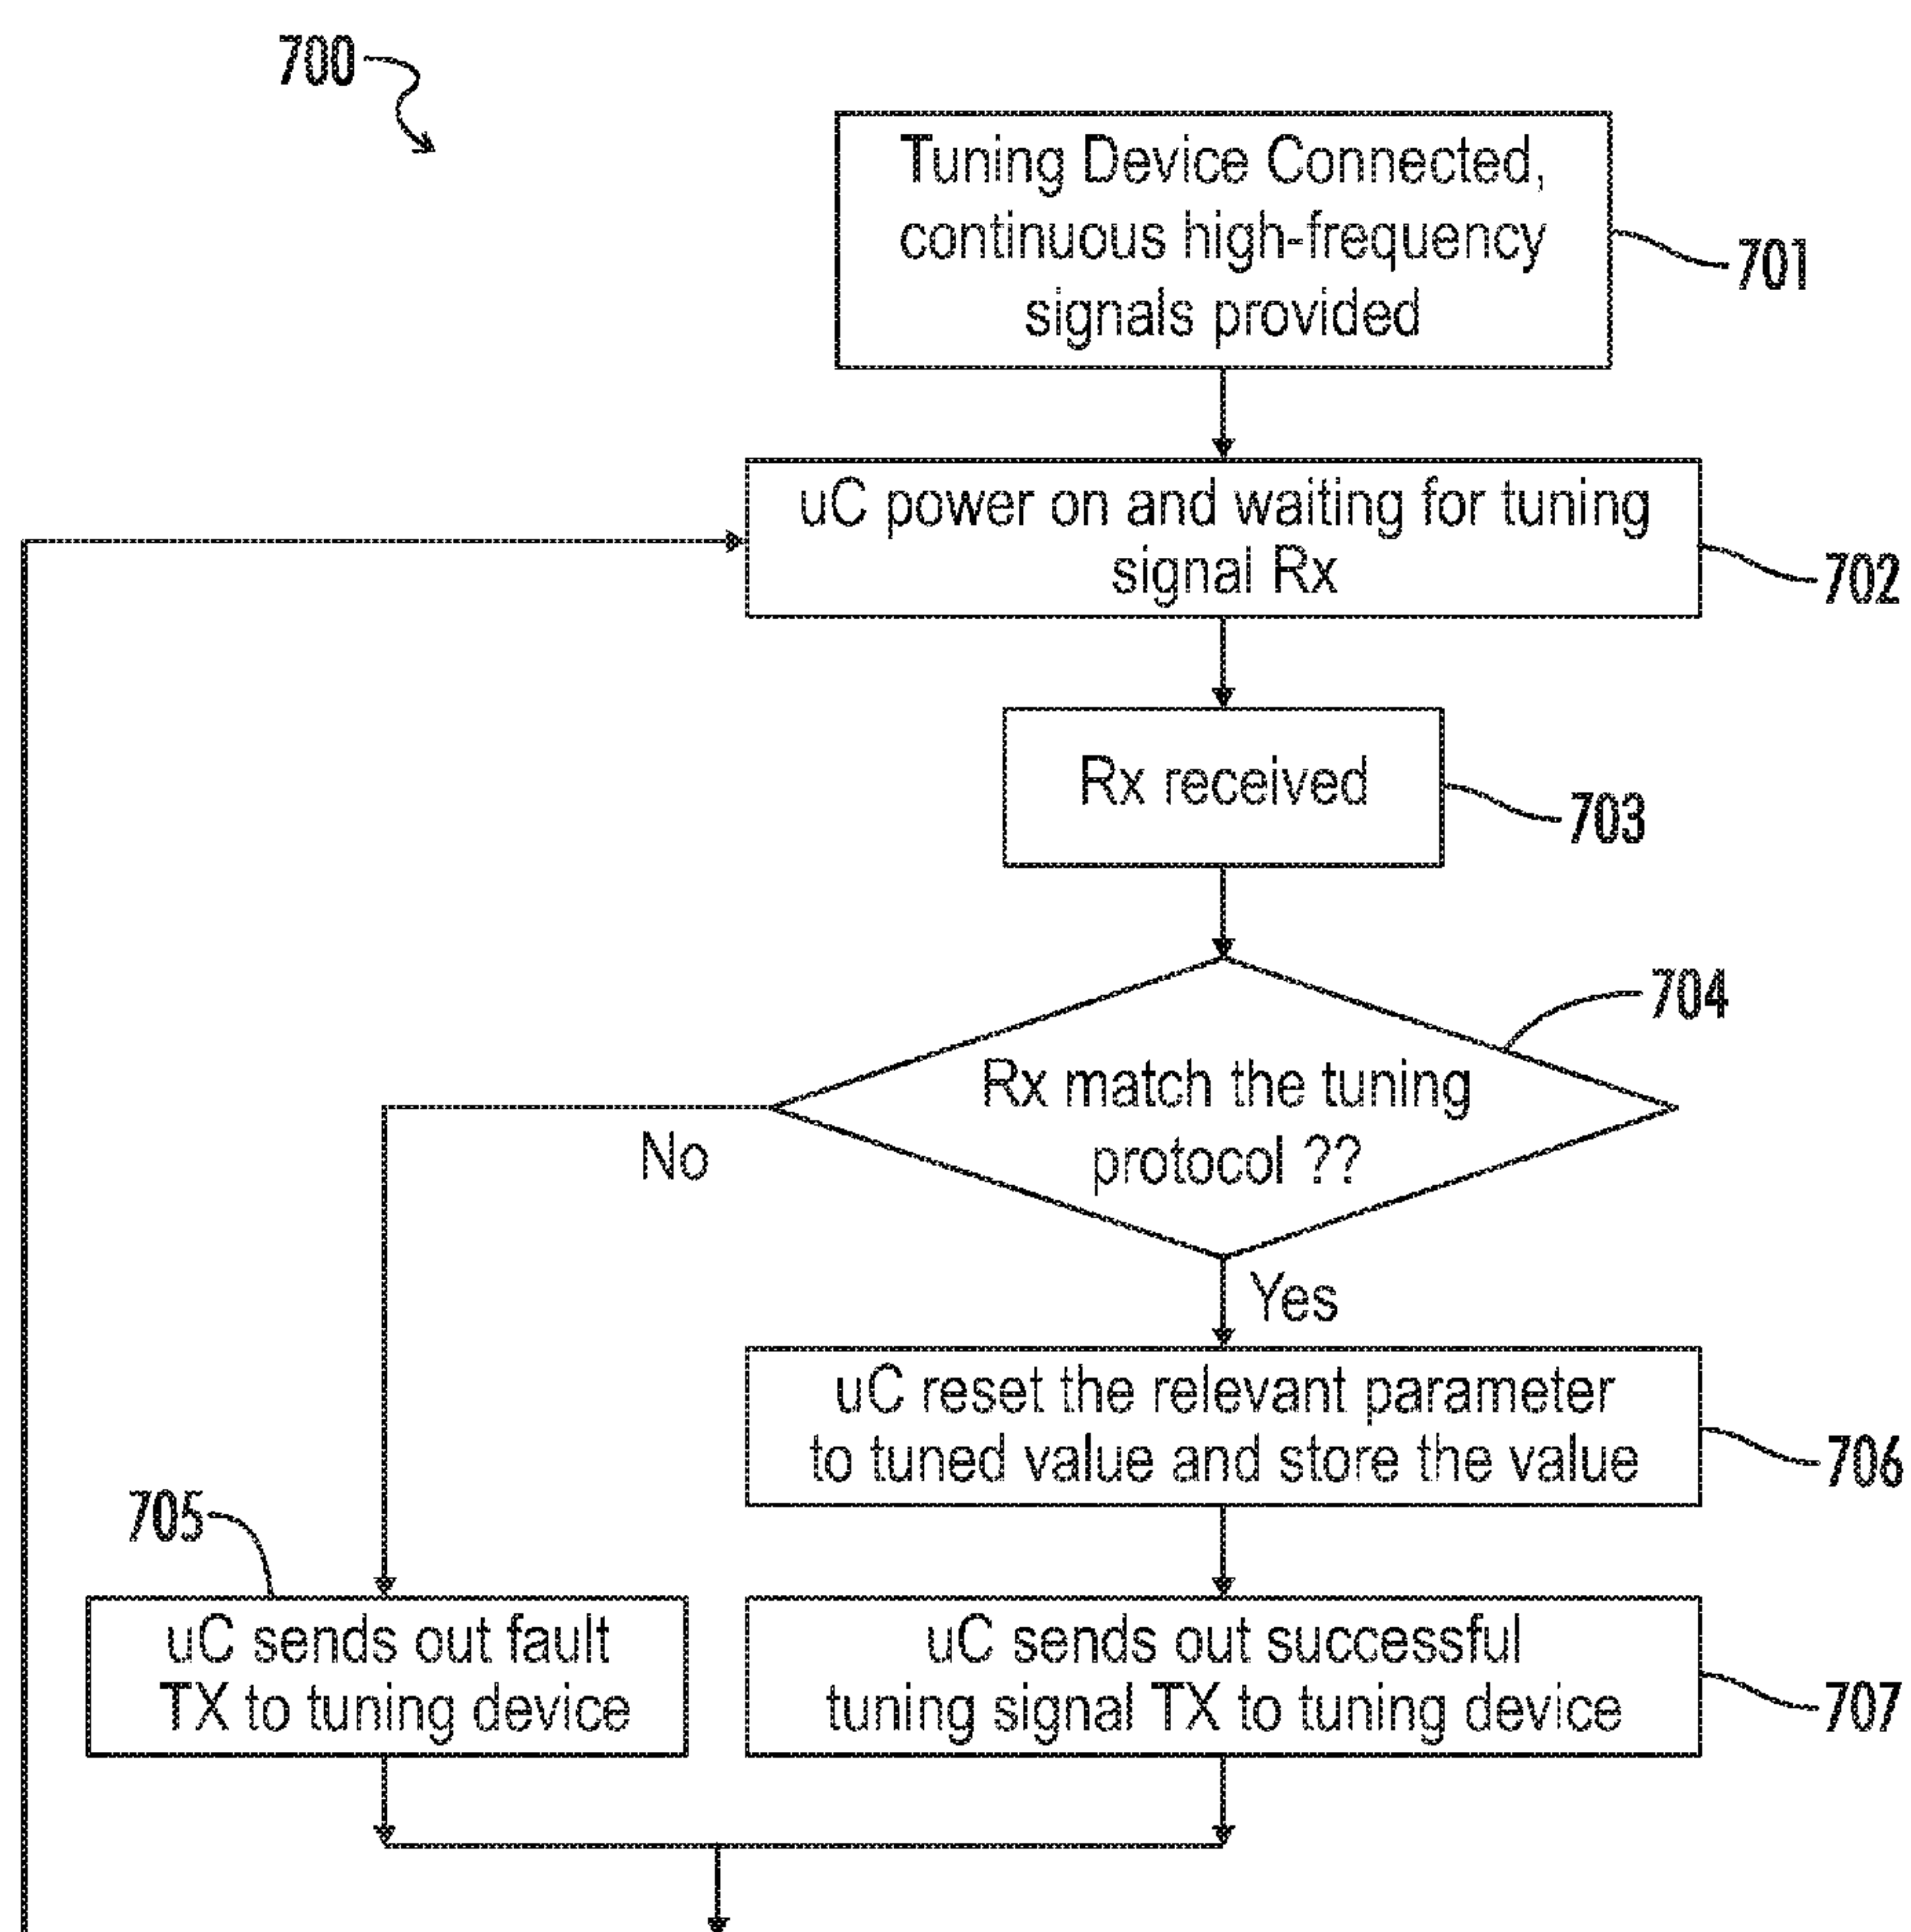 700
Tuning Device Connected,
continuous high-frequency
signals provided
701
uC power on and waiting for tuning
signal Rx
702
Rx received
703
704
Rx match the tuning
protocol ??
No
Yes
uC reset the relevant parameter
to tuned value and store the value
706
705
uC sends out fault
TX to tuning device
uC sends out successful
tuning signal TX to tuning device
707